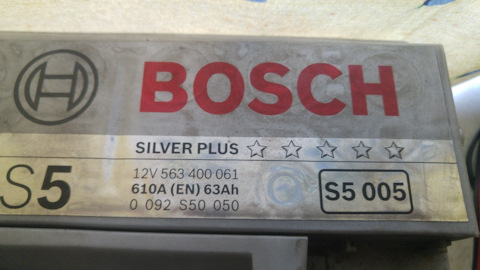 BOSCH
SILVER PLUS
S5
12V 563 400 061
610A (EN) 63Ah
0 092 S50 050
S5 005